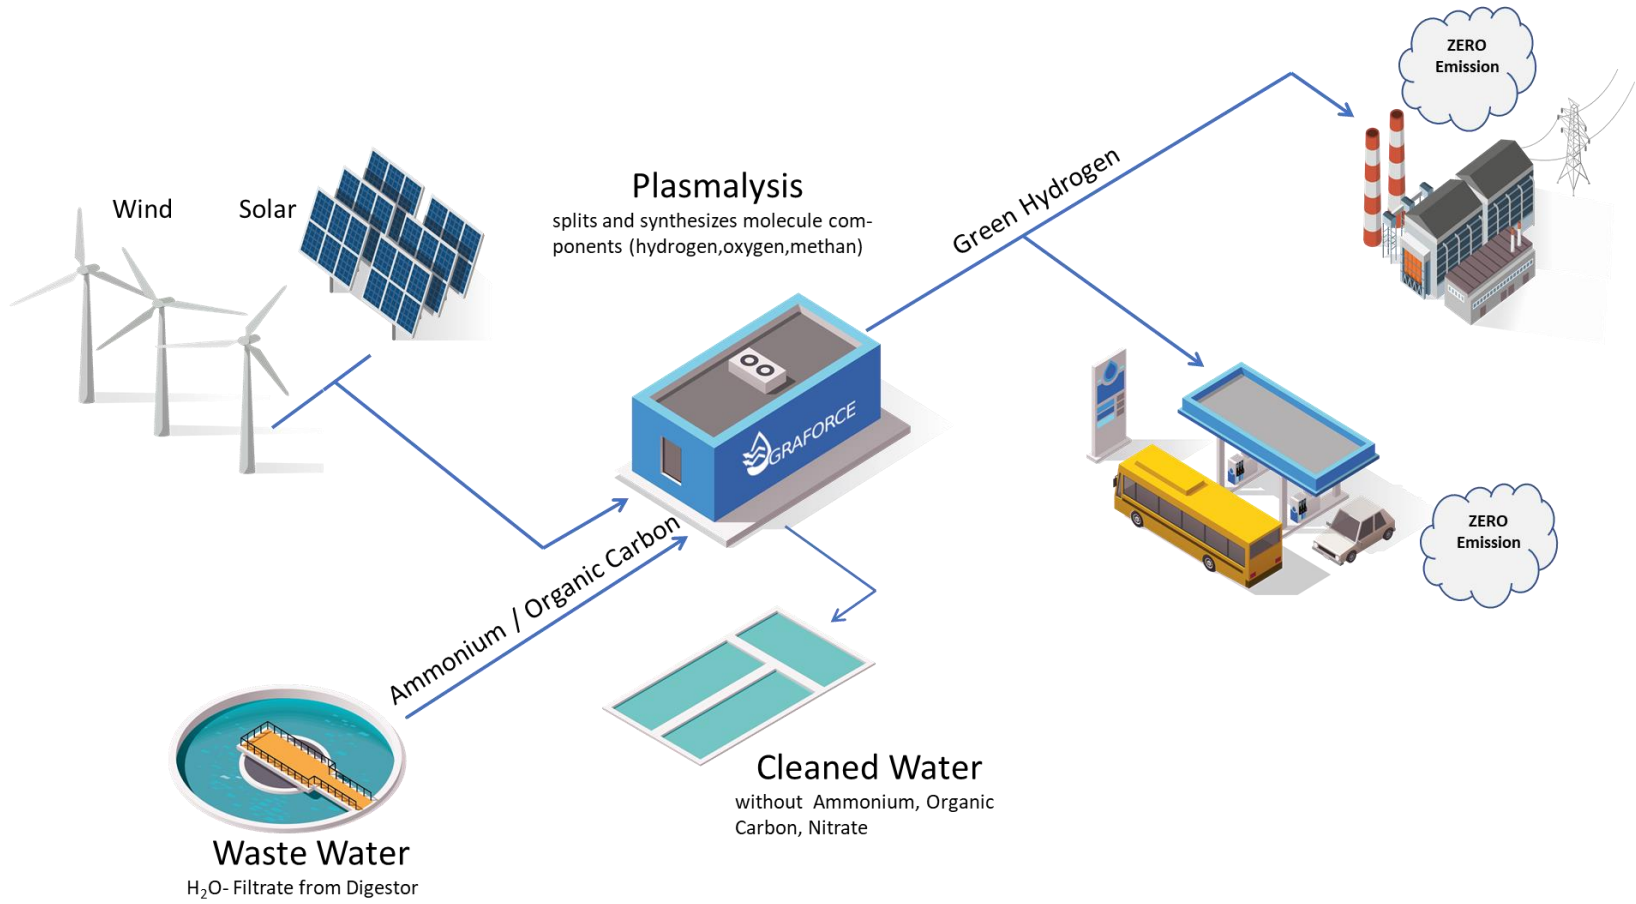 ZERO
Emission
Wind
Solar
Plasmalysis
splits and synthesizes molecule com-
ponents (hydrogen,oxygen,methan)
Green Hydrogen
GRAFORCE
ZERO
Emission
Ammonium / Organic Carbon
Cleaned Water
without Ammonium, Organic
Carbon, Nitrate
Waste Water
H₂O- Filtrate from Digestor